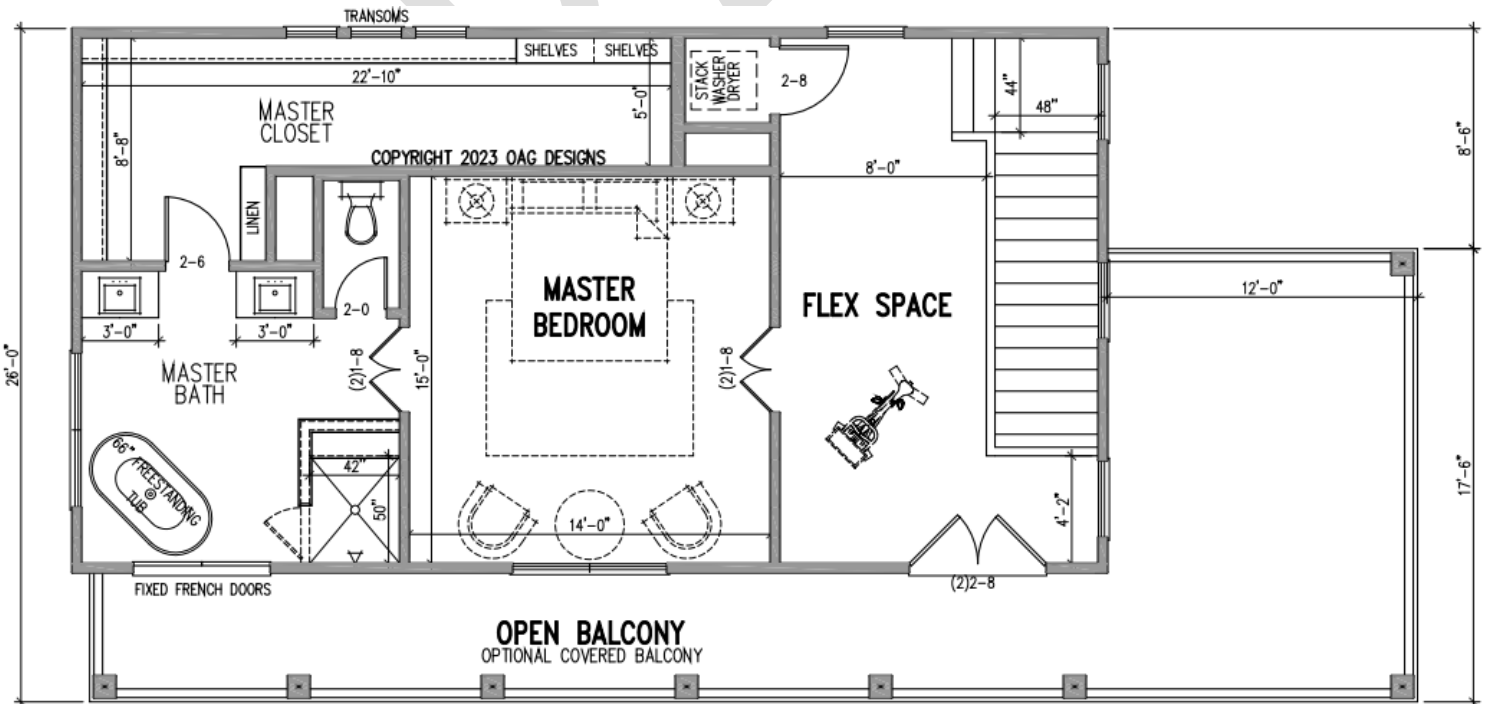 TRANSOMS
SHELVES SHELVES
22'-10"
MASTER
CLOSET
8'-8"
5'-0"
STACK
WASHER
DRYER
2-8
44"
48"
8'-6"
COPYRIGHT 2023 OAG DESIGNS
8'-0"
LINEN
2-6
2-0
3'-0"
3'-0"
MASTER
BEDROOM
FLEX SPACE
12'-0"
26'-0"
MASTER
BATH
(2)1-8
15'-0"
(2)1-8
66"
FREESTANDING
TUB
42"
50"
14'-0"
4'-2"
17'-6"
FIXED FRENCH DOORS
(2)2-8
OPEN BALCONY
OPTIONAL COVERED BALCONY